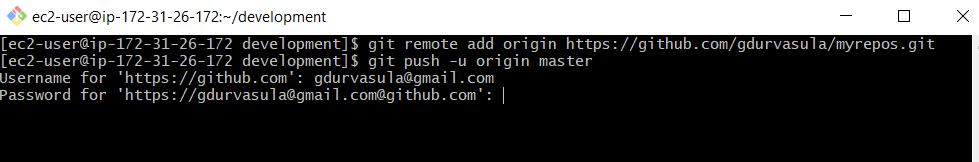 ec2-user@ip-172-31-26-172:~/development
[ec2-user@ip-172-31-26-172 development]$ git remote add origin https://github.com/gdurvasula/myrepos.git
[ec2-user@ip-172-31-26-172 development]$ git push -u origin master
Username for 'https://github.com': gdurvasula@gmail.com
Password for 'https://gdurvasula@gmail.com@github.com':